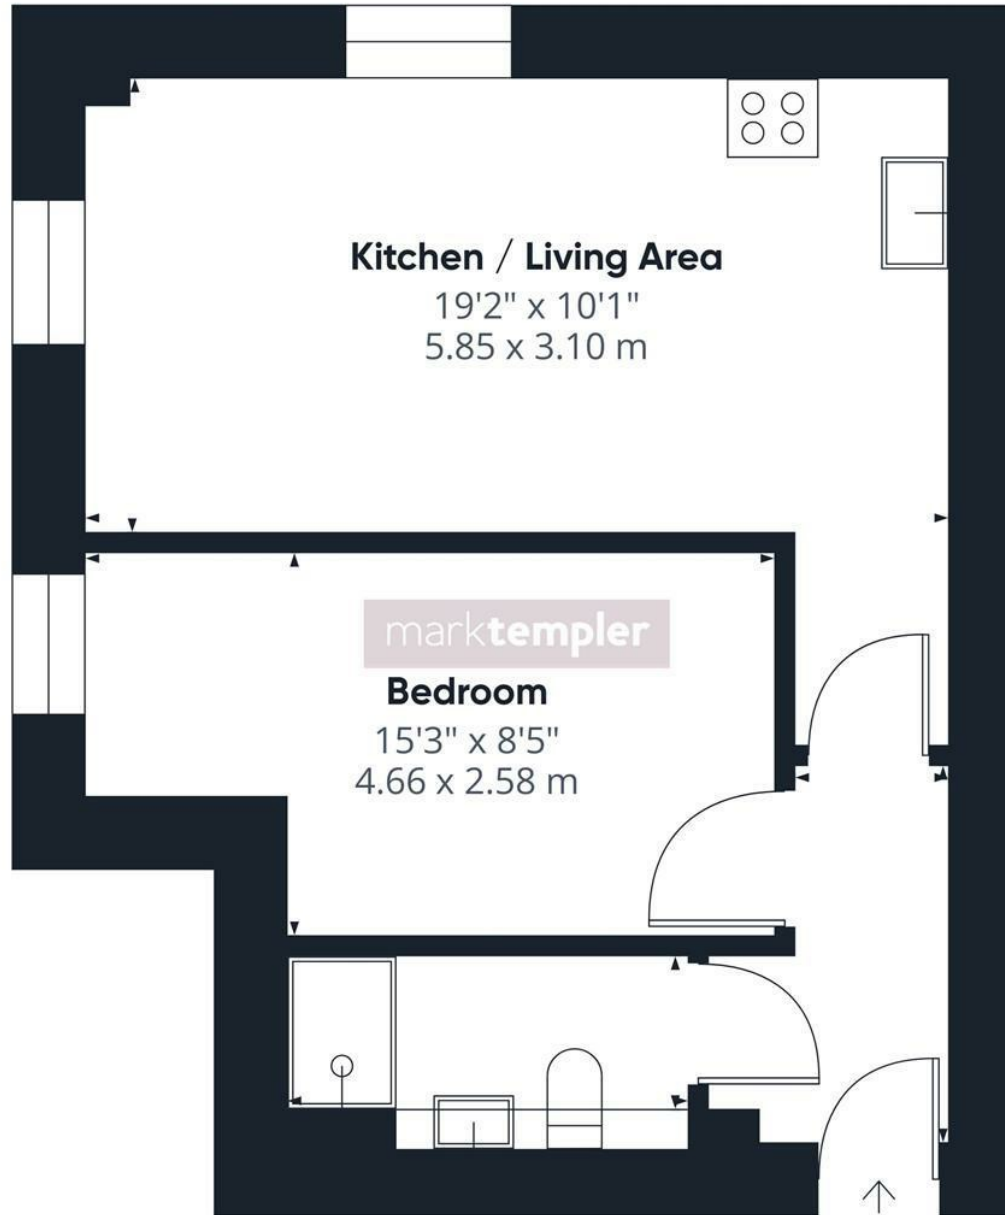 Kitchen / Living Area
19'2" x 10'1"
5.85 x 3.10 m
marktempler
Bedroom
15'3" x 8'5"
4.66 x 2.58 m